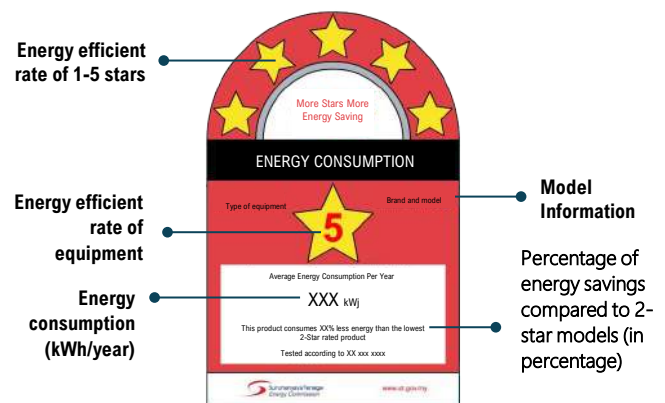 Energy efficient
rate of 1-5 stars
More Stars More
Energy Saving
ENERGY CONSUMPTION
Energy efficient
rate of
equipment
Type of equipment
5
Brand and model
Model
Information
Average Energy Consumption Per Year
XXX kWj
Energy
consumption
(kWh/year)
This product consumes XX% less energy than the lowest
2-Star rated product
Tested according to XX xxx xxxx
Percentage of
energy savings
compared to 2-
star models (in
percentage)
Suruhanjaya Tenaga
Energy Commission
www.st.gov.my